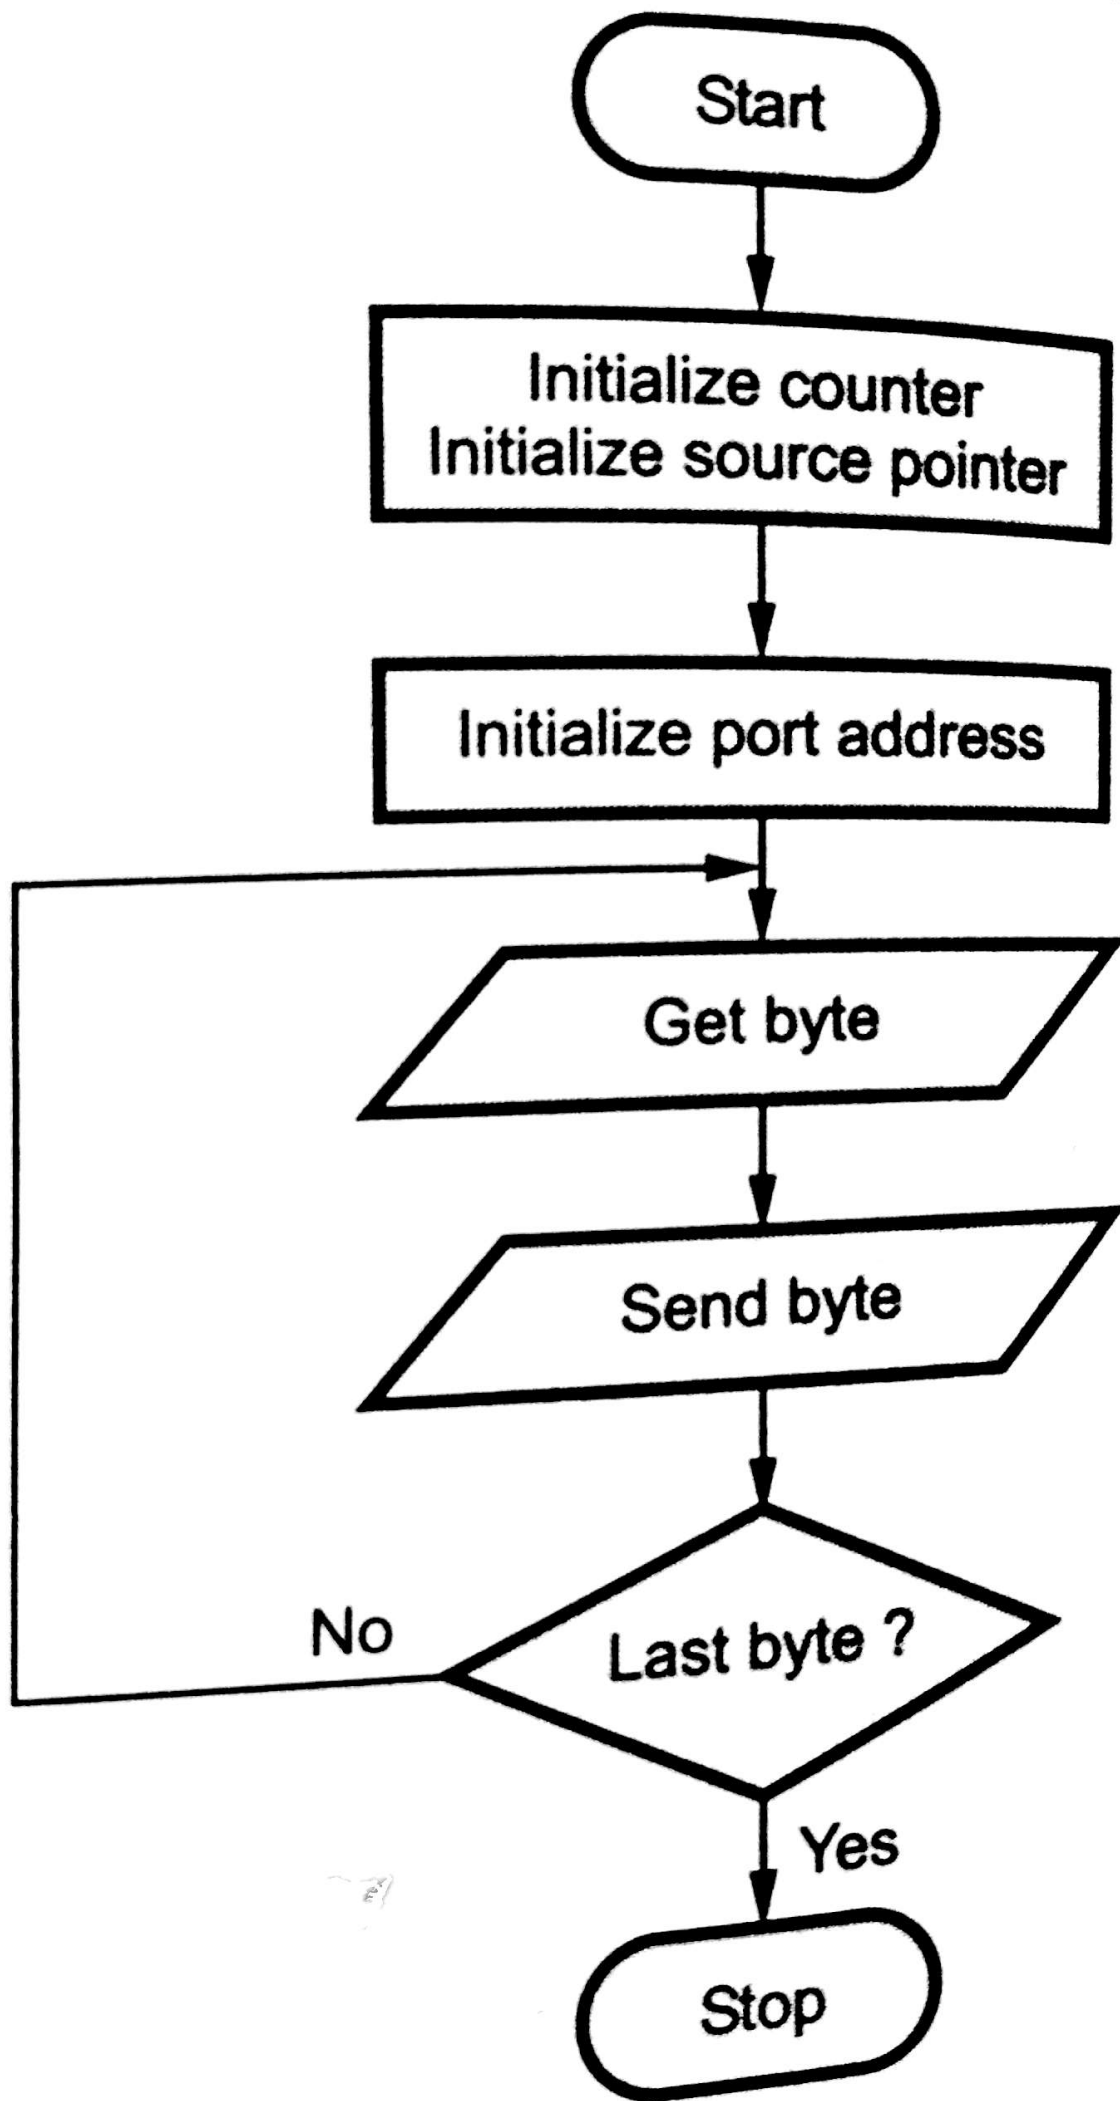 Start
Initialize counter
Initialize source pointer
Initialize port address
Get byte
Send byte
Last byte ?
No
Yes
Stop